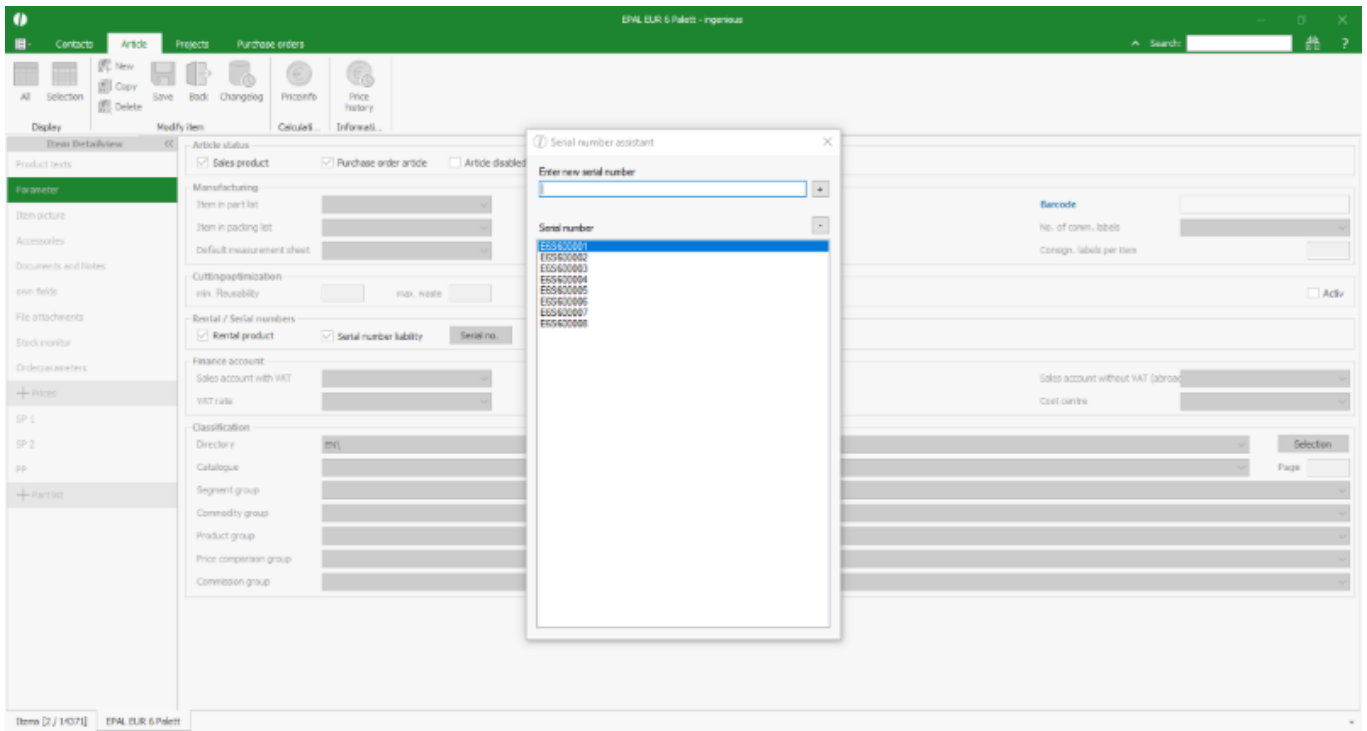 EPAL EUR 6 Palett - ingenious
Contacts Article Projects Purchase orders Search: ?
All Selection New Copy Delete Save Back Changelog Priceinfo Price history
Display Modify item Calculati... Informati...
Item Detailview
Product texts
Parameter
Item picture
Accessories
Documents and Notes
own fields
File attachments
Stock monitor
Orderparameters
Prices
SP 1
SP 2
PP
Part list
Article status
Sales product Purchase order article Article disabled
Manufacturing
Item in part list
Item in packing list
Default measurement sheet
Barcode
No. of comm. labels
Consign. labels per item
Cuttingoptimization
min. Reusability max. waste Activ
Rental / Serial numbers
Rental product Serial number liability Serial no.
Finance account
Sales account with VAT Sales account without VAT (abroad
VAT rate Cost centre
Classification
Directory EN\ Selection
Catalogue Page
Segment group
Commodity group
Product group
Price comparison group
Commission group
Serial number assistant
Enter new serial number
+
Serial number -
E6S600001
E6S600002
E6S600003
E6S600004
E6S600005
E6S600006
E6S600007
E6S600008
Items [2 / 14371] EPAL EUR 6 Palett